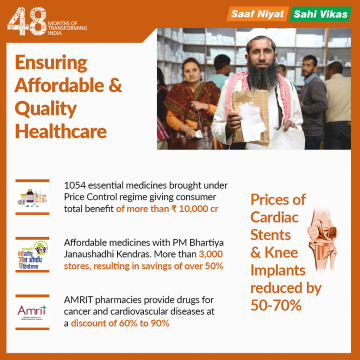 48 MONTHS OF
TRANSFORMING
INDIA
Saaf Niyat Sahi Vikas
Ensuring
Affordable &
Quality
Healthcare
1054 essential medicines brought under
Price Control regime giving consumer
total benefit of more than ₹ 10,000 cr
Affordable medicines with PM Bhartiya
Janaushadhi Kendras. More than 3,000
stores, resulting in savings of over 50%
Amrit
AMRIT pharmacies provide drugs for
cancer and cardiovascular diseases at
a discount of 60% to 90%
Prices of
Cardiac
Stents
& Knee
Implants
reduced by
50-70%